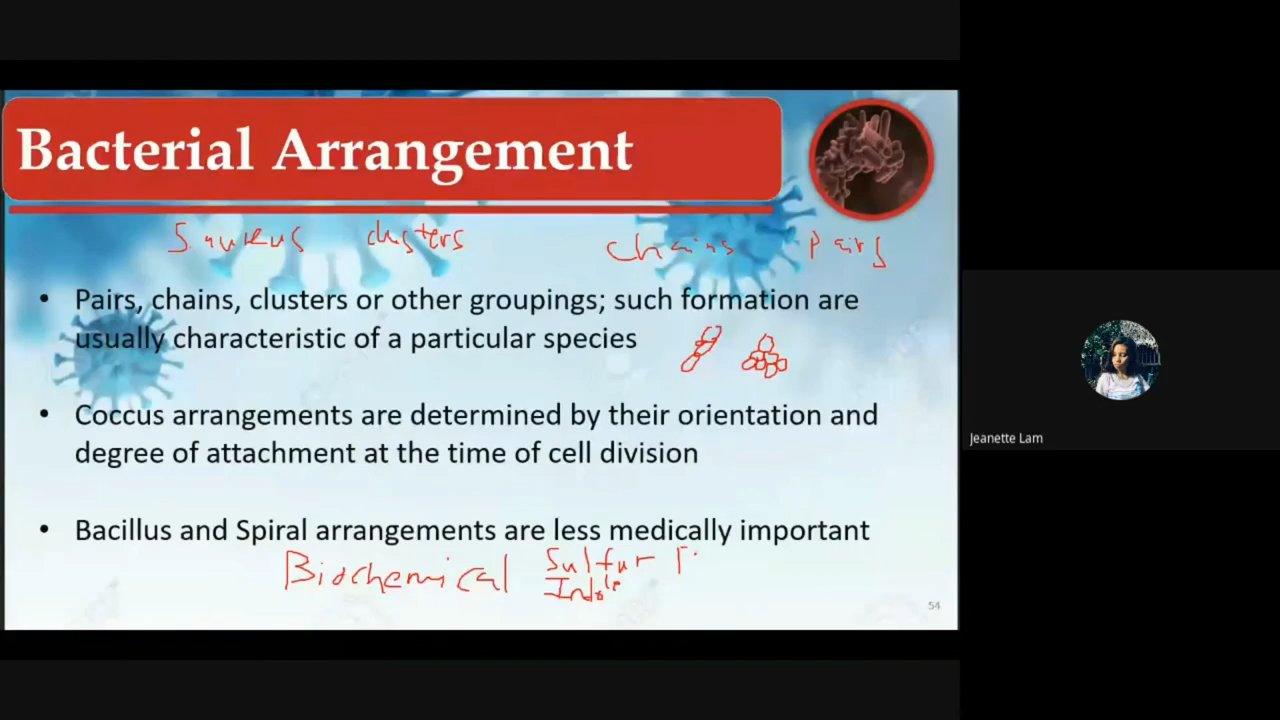 Bacterial Arrangement
S aureus clusters chains pairs
• Pairs, chains, clusters or other groupings; such formation are
usually characteristic of a particular species
• Coccus arrangements are determined by their orientation and
degree of attachment at the time of cell division
• Bacillus and Spiral arrangements are less medically important
Biochemical Sulfur
Indole
54
Jeanette Lam